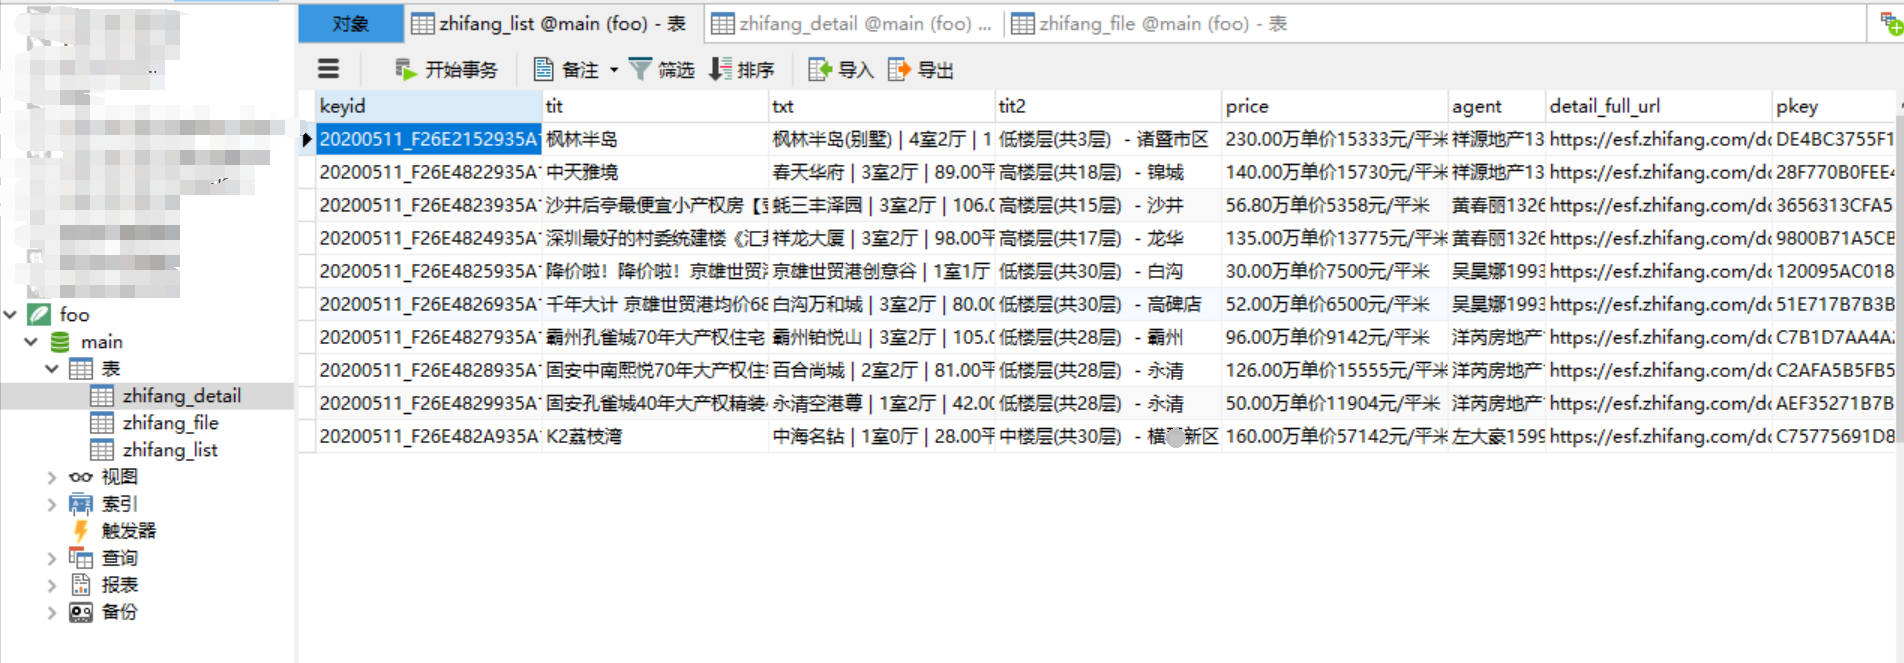 对象 zhifang_list @main (foo) - 表 zhifang_detail @main (foo) ... zhifang_file @main (foo) - 表
开始事务 备注 筛选 排序 导入 导出
keyid tit txt tit2 price agent detail_full_url pkey
20200511_F26E2152935A 枫林半岛 枫林半岛(别墅) | 4室2厅 | 1 低楼层(共3层) - 诸暨市区 230.00万单价15333元/平米 祥源地产13 https://esf.zhifang.com/dc DE4BC3755F1
20200511_F26E4822935A 中天雅境 春天华府 | 3室2厅 | 89.00平 高楼层(共18层) - 锦城 140.00万单价15730元/平米 祥源地产13 https://esf.zhifang.com/dc 28F770B0FEE4
20200511_F26E4823935A 沙井后亭最便宜小产权房【 蚝三丰泽园 | 3室2厅 | 106.0 高楼层(共15层) - 沙井 56.80万单价5358元/平米 黄春丽1326 https://esf.zhifang.com/dc 3656313CFA5
20200511_F26E4824935A 深圳最好的村委统建楼《汇 祥龙大厦 | 3室2厅 | 98.00平 高楼层(共17层) - 龙华 135.00万单价13775元/平米 黄春丽1326 https://esf.zhifang.com/dc 9800B71A5CB
20200511_F26E4825935A 降价啦！降价啦！京雄世贸 京雄世贸港创意谷 | 1室1厅 低楼层(共30层) - 白沟 30.00万单价7500元/平米 吴昊娜1993 https://esf.zhifang.com/dc 120095AC018
20200511_F26E4826935A 千年大计 京雄世贸港均价68 白沟万和城 | 3室2厅 | 80.00 低楼层(共30层) - 高碑店 52.00万单价6500元/平米 吴昊娜1993 https://esf.zhifang.com/dc 51E717B7B3B
20200511_F26E4827935A 霸州孔雀城70年大产权住宅 霸州铂悦山 | 3室2厅 | 105.0 低楼层(共28层) - 霸州 96.00万单价9142元/平米 洋芮房地产 https://esf.zhifang.com/dc C7B1D7AA4A
20200511_F26E4828935A 固安中南熙悦70年大产权住 百合尚城 | 2室2厅 | 81.00平 低楼层(共28层) - 永清 126.00万单价15555元/平米 洋芮房地产 https://esf.zhifang.com/dc C2AFA5B5FB5
20200511_F26E4829935A 固安孔雀城40年大产权精装 永清空港尊 | 1室2厅 | 42.00 低楼层(共28层) - 永清 50.00万单价11904元/平米 洋芮房地产 https://esf.zhifang.com/dc AEF35271B7B
20200511_F26E482A935A K2荔枝湾 中海名钻 | 1室0厅 | 28.00平 中楼层(共30层) - 横 新区 160.00万单价57142元/平米 左大豪1599 https://esf.zhifang.com/dc C75775691D8
foo
main
表
zhifang_detail
zhifang_file
zhifang_list
视图
索引
触发器
查询
报表
备份